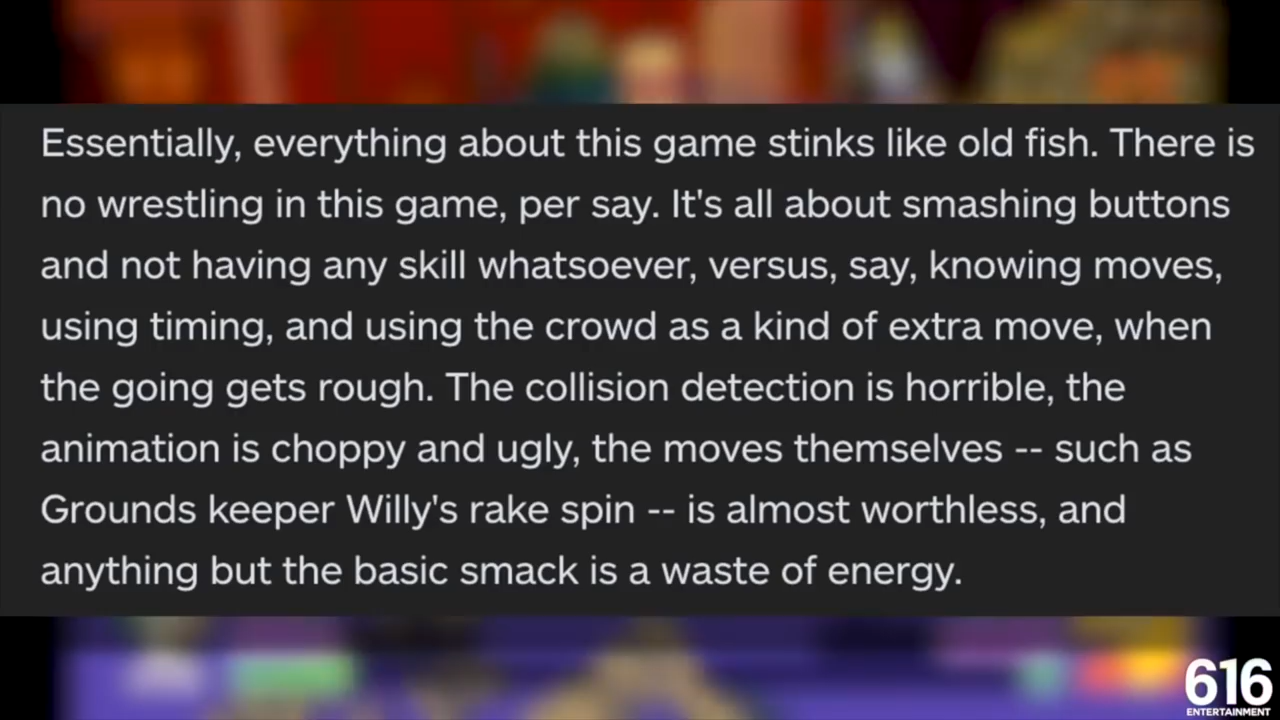 Essentially, everything about this game stinks like old fish. There is
no wrestling in this game, per say. It's all about smashing buttons
and not having any skill whatsoever, versus, say, knowing moves,
using timing, and using the crowd as a kind of extra move, when
the going gets rough. The collision detection is horrible, the
animation is choppy and ugly, the moves themselves -- such as
Grounds keeper Willy's rake spin -- is almost worthless, and
anything but the basic smack is a waste of energy.
616
ENTERTAINMENT